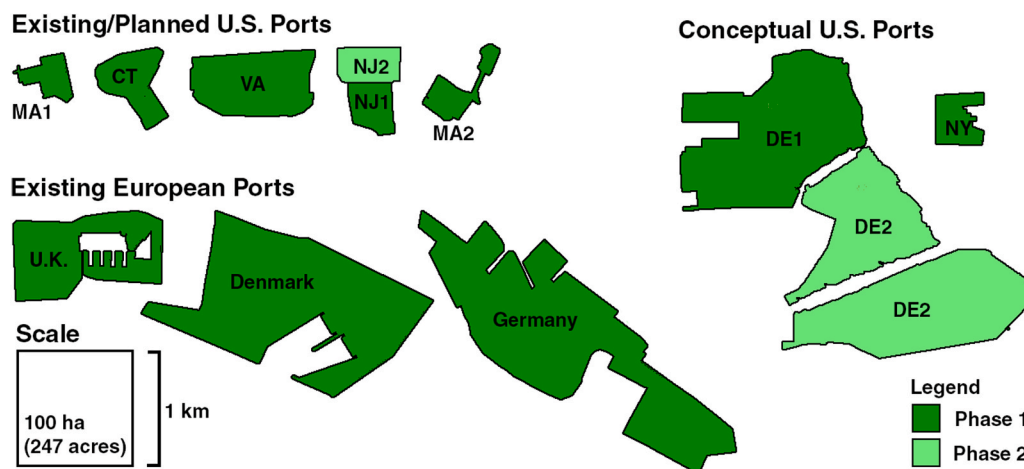 Existing/Planned U.S. Ports
MA1
CT
VA
NJ2
NJ1
MA2
Conceptual U.S. Ports
DE1
NY
DE2
DE2
Existing European Ports
U.K.
Denmark
Germany
Scale
100 ha
(247 acres)
1 km
Legend
Phase 1
Phase 2